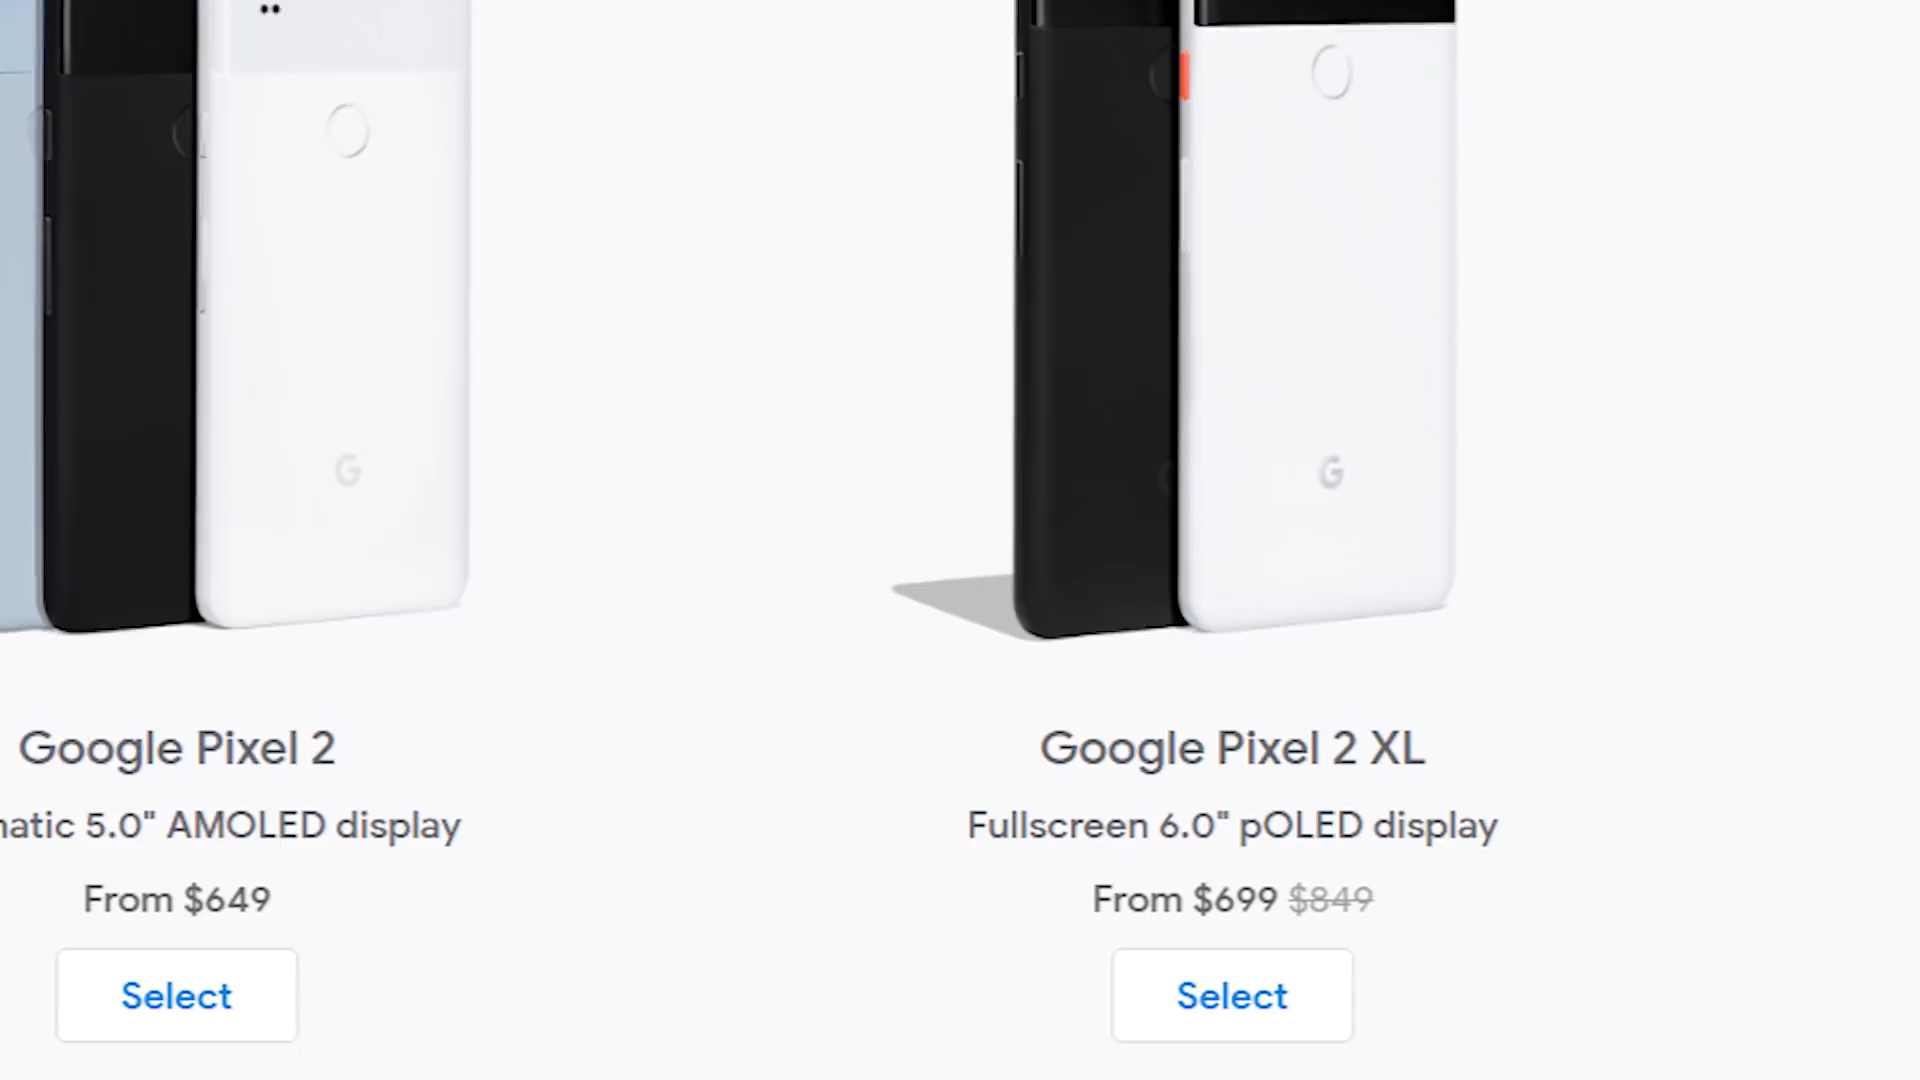 Google Pixel 2
5.0" AMOLED display
From $649
Select
Google Pixel 2 XL
Fullscreen 6.0" pOLED display
From $699 $849
Select